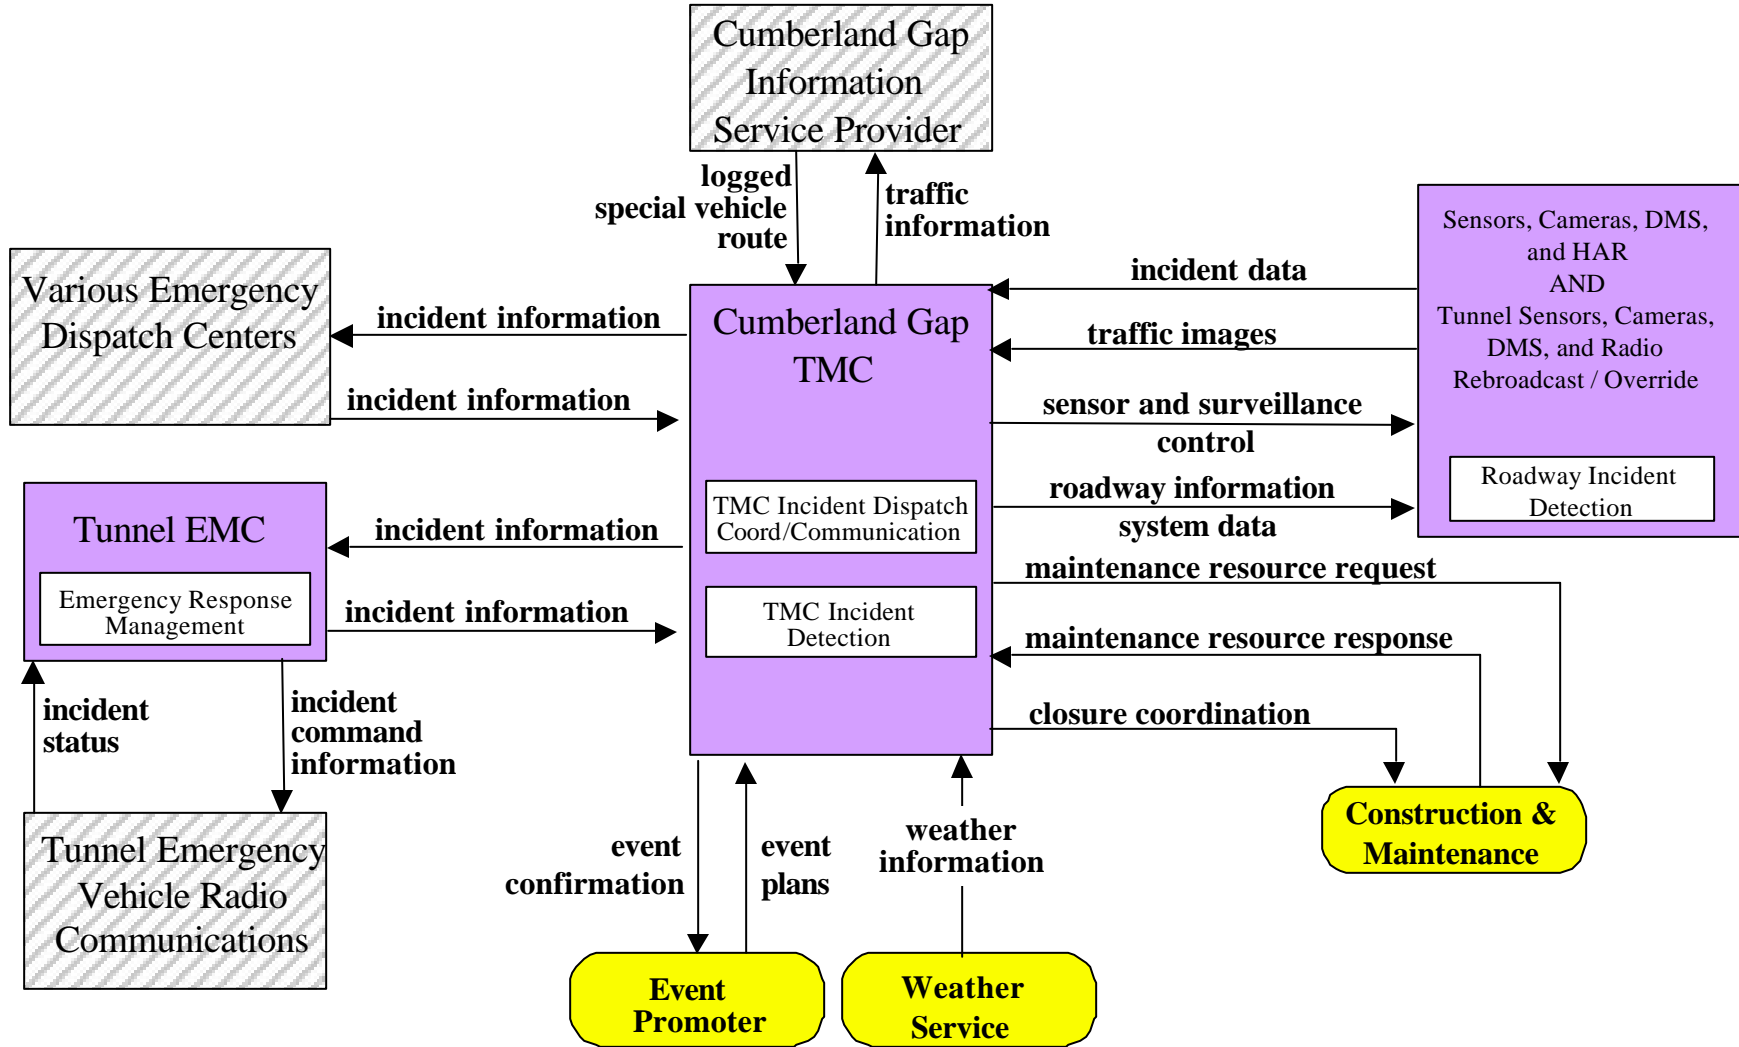 Cumberland Gap
Information
Service Provider
logged
special vehicle
route
traffic
information
Various Emergency
Dispatch Centers
incident information
incident information
Cumberland Gap
TMC
TMC Incident Dispatch
Coord/Communication
TMC Incident
Detection
incident data
traffic images
sensor and surveillance
control
roadway information
system data
Sensors, Cameras, DMS,
and HAR
AND
Tunnel Sensors, Cameras,
DMS, and Radio
Rebroadcast / Override
Roadway Incident
Detection
Tunnel EMC
Emergency Response
Management
incident information
incident information
maintenance resource request
maintenance resource response
closure coordination
incident
status
incident
command
information
Tunnel Emergency
Vehicle Radio
Communications
event
confirmation
event
plans
weather
information
Construction &
Maintenance
Event
Promoter
Weather
Service